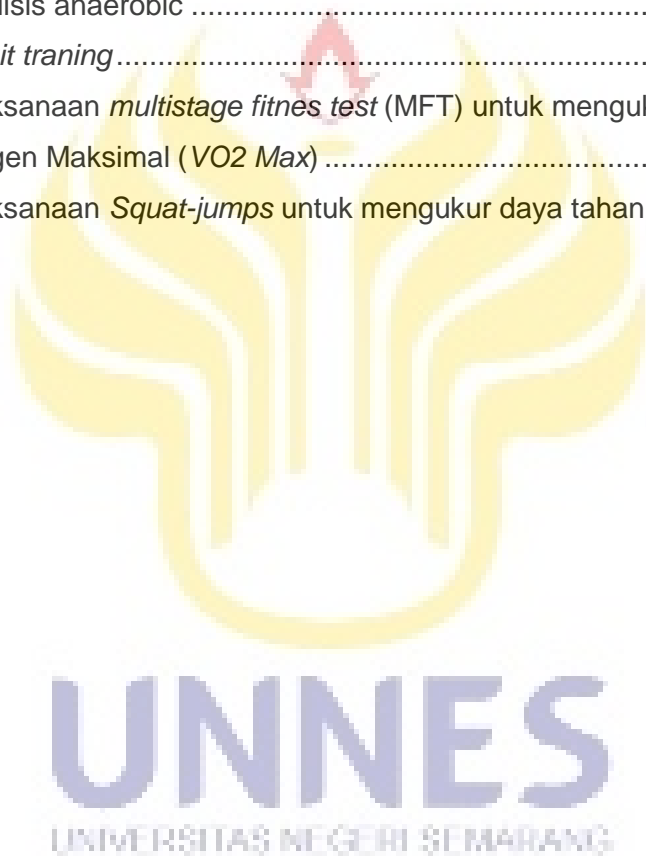 lisis anaerobic ........................................................
it traning ...................................................................
ksanaan multistage fitnes test (MFT) untuk menguk
gen Maksimal (VO2 Max) ........................................
ksanaan Squat-jumps untuk mengukur daya tahan
UNNES
UNIVERSITAS NEGERI SEMARANG